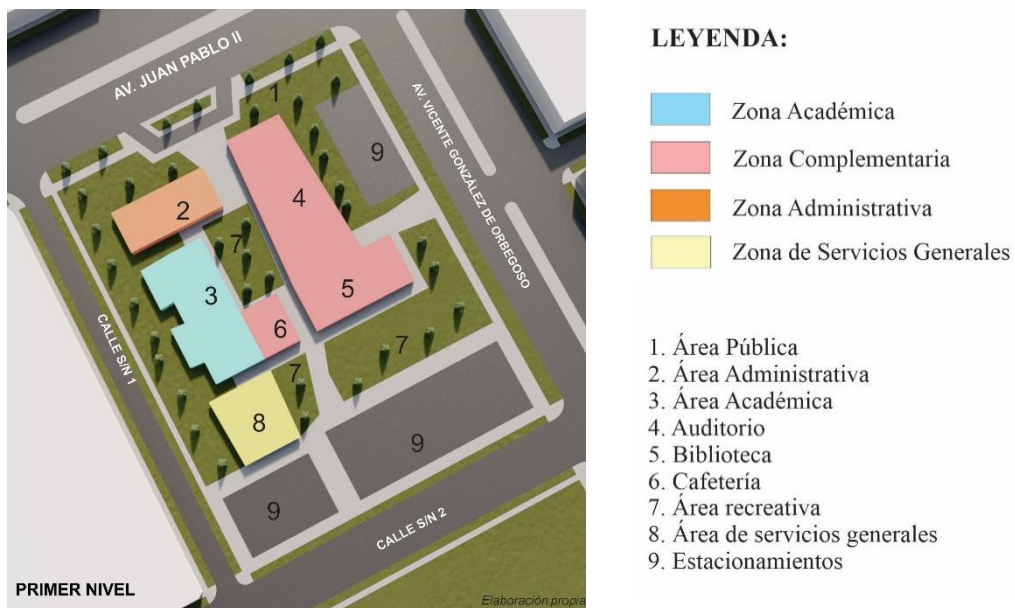 AV. JUAN PABLO II
1
AV. VICENTE GONZÀLEZ DE ORBEGOSO
9
4
2
7
3
5
6
7
7
8
9
9
CALLE S/N 1
CALLE S/N 2
PRIMER NIVEL
Elaboración propia
LEYENDA:
Zona Académica
Zona Complementaria
Zona Administrativa
Zona de Servicios Generales
1. Área Pública
2. Área Administrativa
3. Área Académica
4. Auditorio
5. Biblioteca
6. Cafetería
7. Área recreativa
8. Área de servicios generales
9. Estacionamientos